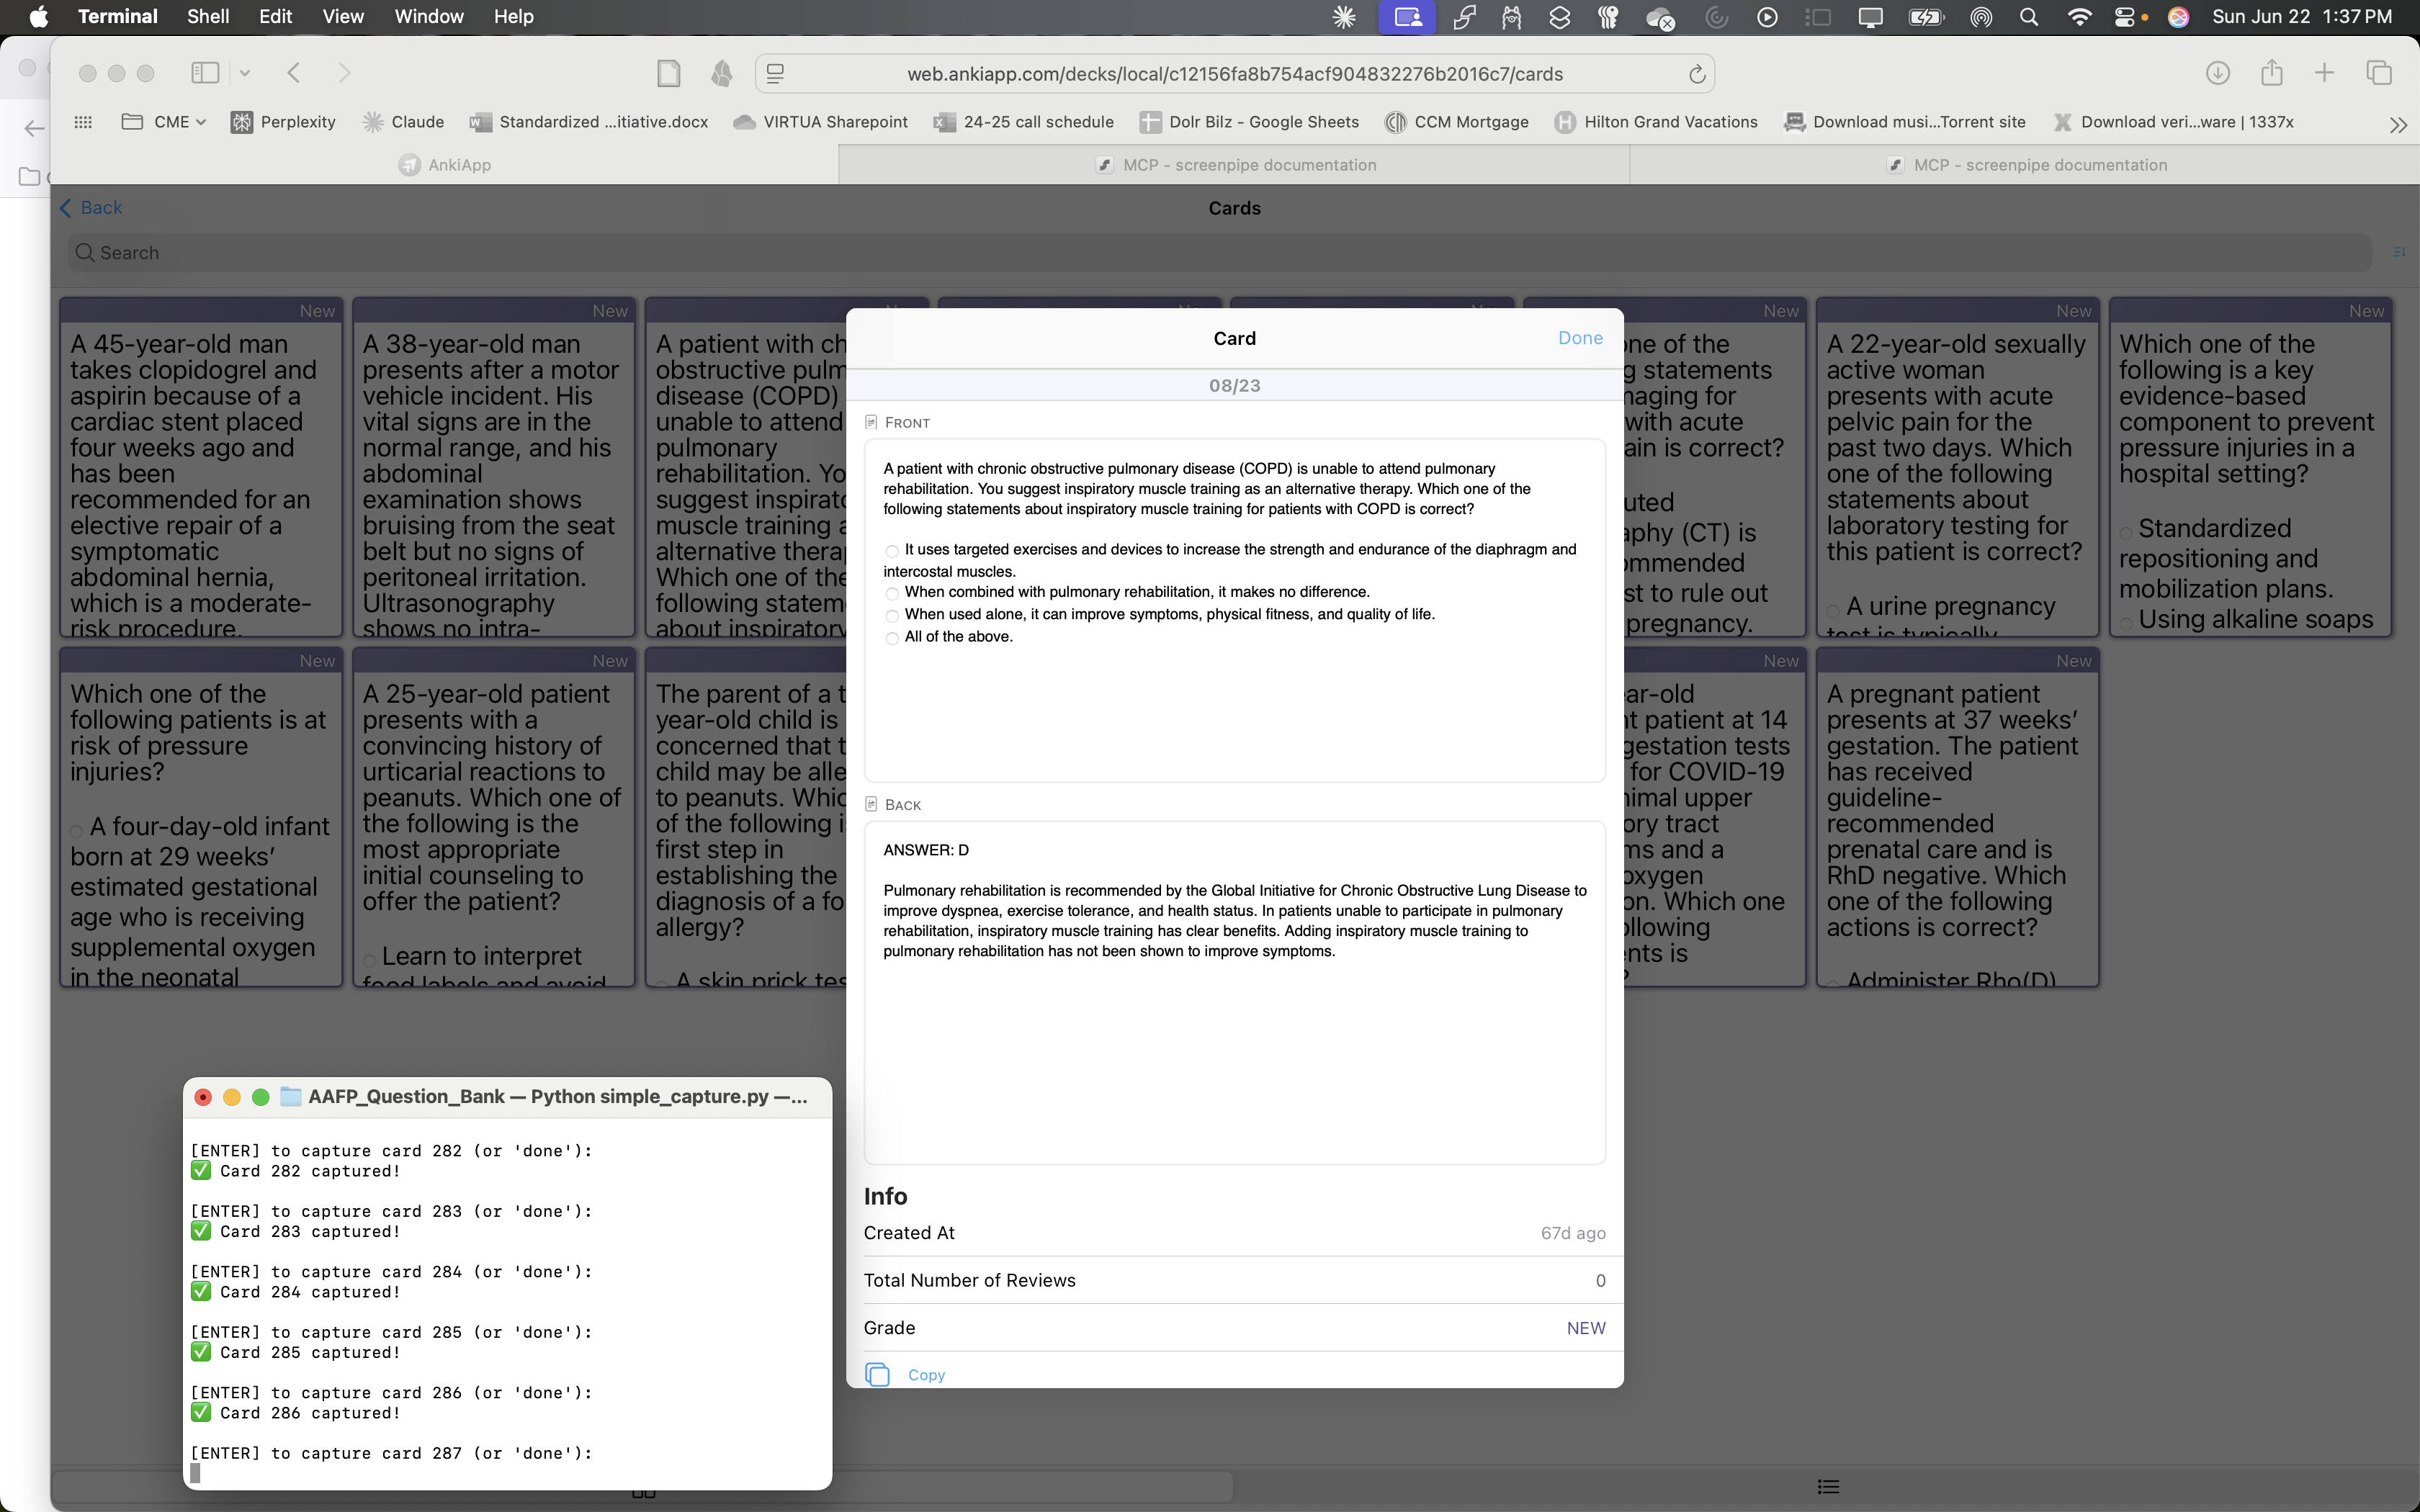 Terminal Shell Edit View Window Help
Sun Jun 22 1:37 PM
web.ankiapp.com/decks/local/c12156fa8b754acf904832276b2016c7/cards
CME
Perplexity
Claude
Standardized ...itiative.docx
VIRTUA Sharepoint
24-25 call schedule
Dolr Bilz - Google Sheets
CCM Mortgage
Hilton Grand Vacations
Download musi...Torrent site
Download veri...ware | 1337x
AnkiApp
MCP - screenpipe documentation
MCP - screenpipe documentation
Back
Cards
Search
New
A 45-year-old man
takes clopidogrel and
aspirin because of a
cardiac stent placed
four weeks ago and
has been
recommended for an
elective repair of a
symptomatic
abdominal hernia,
which is a moderate-
risk procedure.
New
A 38-year-old man
presents after a motor
vehicle incident. His
vital signs are in the
normal range, and his
abdominal
examination shows
bruising from the seat
belt but no signs of
peritoneal irritation.
Ultrasonography
shows no intra-
A patient with ch
obstructive pulm
disease (COPD)
unable to attend
pulmonary
rehabilitation. Yo
suggest inspirato
muscle training a
alternative therap
Which one of the
following statem
about inspiratory
New
one of the
g statements
maging for
with acute
ain is correct?
uted
aphy (CT) is
mmended
st to rule out
pregnancy.
New
A 22-year-old sexually
active woman
presents with acute
pelvic pain for the
past two days. Which
one of the following
statements about
laboratory testing for
this patient is correct?
A urine pregnancy
test is typically
New
Which one of the
following is a key
evidence-based
component to prevent
pressure injuries in a
hospital setting?
Standardized
repositioning and
mobilization plans.
Using alkaline soaps
New
Which one of the
following patients is at
risk of pressure
injuries?
A four-day-old infant
born at 29 weeks'
estimated gestational
age who is receiving
supplemental oxygen
in the neonatal
New
A 25-year-old patient
presents with a
convincing history of
urticarial reactions to
peanuts. Which one of
the following is the
most appropriate
initial counseling to
offer the patient?
Learn to interpret
food labels and avoid
The parent of a t
year-old child is
concerned that t
child may be alle
to peanuts. Whic
of the following i
first step in
establishing the
diagnosis of a fo
allergy?
A skin prick tes
New
ear-old
nt patient at 14
gestation tests
for COVID-19
nimal upper
ory tract
ms and a
oxygen
on. Which one
ollowing
ents is
?
New
A pregnant patient
presents at 37 weeks'
gestation. The patient
has received
guideline-
recommended
prenatal care and is
RhD negative. Which
one of the following
actions is correct?
Administer Rho(D)
Card
Done
08/23
FRONT
A patient with chronic obstructive pulmonary disease (COPD) is unable to attend pulmonary
rehabilitation. You suggest inspiratory muscle training as an alternative therapy. Which one of the
following statements about inspiratory muscle training for patients with COPD is correct?
It uses targeted exercises and devices to increase the strength and endurance of the diaphragm and
intercostal muscles.
When combined with pulmonary rehabilitation, it makes no difference.
When used alone, it can improve symptoms, physical fitness, and quality of life.
All of the above.
BACK
ANSWER: D
Pulmonary rehabilitation is recommended by the Global Initiative for Chronic Obstructive Lung Disease to
improve dyspnea, exercise tolerance, and health status. In patients unable to participate in pulmonary
rehabilitation, inspiratory muscle training has clear benefits. Adding inspiratory muscle training to
pulmonary rehabilitation has not been shown to improve symptoms.
Info
Created At 67d ago
Total Number of Reviews 0
Grade NEW
Copy
AAFP_Question_Bank — Python simple_capture.py —...
[ENTER] to capture card 282 (or 'done'):
✅ Card 282 captured!
[ENTER] to capture card 283 (or 'done'):
✅ Card 283 captured!
[ENTER] to capture card 284 (or 'done'):
✅ Card 284 captured!
[ENTER] to capture card 285 (or 'done'):
✅ Card 285 captured!
[ENTER] to capture card 286 (or 'done'):
✅ Card 286 captured!
[ENTER] to capture card 287 (or 'done'):